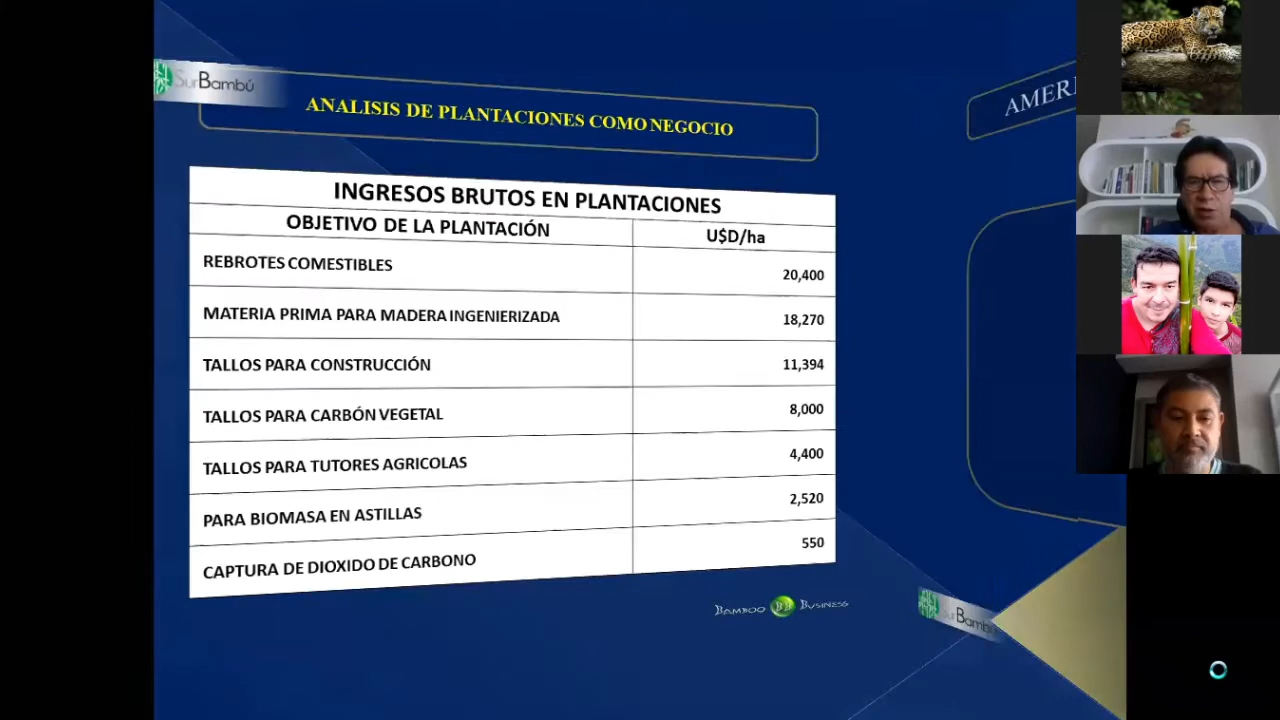 SurBambú
ANALISIS DE PLANTACIONES COMO NEGOCIO
AMERI
INGRESOS BRUTOS EN PLANTACIONES
OBJETIVO DE LA PLANTACIÓN U$D/ha
REBROTES COMESTIBLES 20,400
MATERIA PRIMA PARA MADERA INGENIERIZADA 18,270
TALLOS PARA CONSTRUCCIÓN 11,394
TALLOS PARA CARBÓN VEGETAL 8,000
TALLOS PARA TUTORES AGRICOLAS 4,400
PARA BIOMASA EN ASTILLAS 2,520
CAPTURA DE DIOXIDO DE CARBONO 550
BAMBOO BB BUSINESS
SurBambú